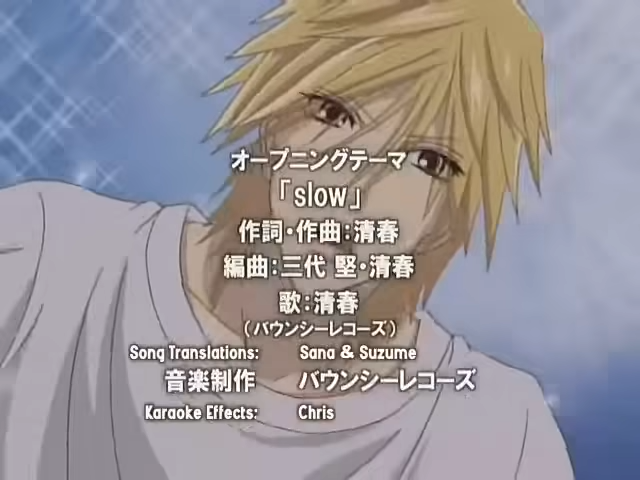 オープニングテーマ
「slow」
作詞・作曲:清春
編曲:三代 堅・清春
歌:清春
(バウンシーレコーズ)
Song Translations: Sana & Suzume
音楽制作 バウンシーレコーズ
Karaoke Effects: Chris